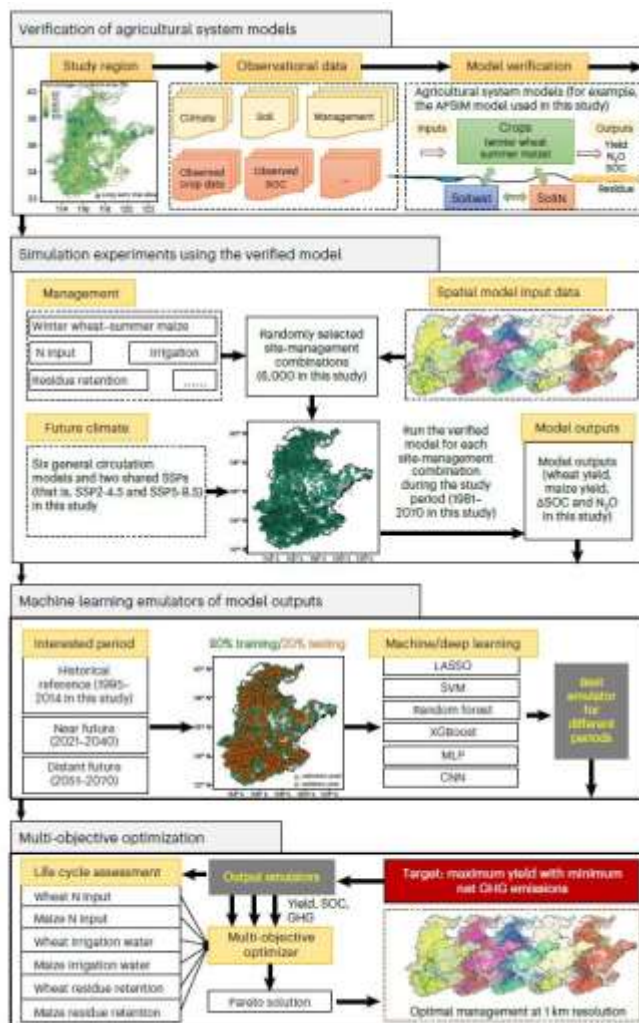 Verification of agricultural system models
Study region
Observational data
Model verification
Climate
Soil
Management
Observed
crop data
Observed
SOC
...
Agricultural system models (for example,
the APSIM model used in this study)
Inputs
Crops
(winter wheat,
summer maize)
Outputs
Yield
N₂O
SOC
Residue
Soilwat
SoilN
Simulation experiments using the verified model
Management
Winter wheat–summer maize
N input
Irrigation
Residue retention
......
Randomly selected
site-management
combinations
(6,000 in this study)
Spatial model input data
Future climate
Six general circulation
models and two shared SSPs
(that is, SSP2-4.5 and SSP5-8.5)
in this study
Run the verified
model for each
site-management
combination
during the study
period (1981–
2070 in this study)
Model outputs
Model outputs
(wheat yield,
maize yield,
ΔSOC and N₂O
in this study)
Machine learning emulators of model outputs
Interested period
Historical
reference (1995–
2014 in this study)
Near future
(2021–2040)
Distant future
(2051–2070)
80% training/20% testing
Machine/deep learning
LASSO
SVM
Random forest
XGBoost
MLP
CNN
Best
emulator
for
different
periods
Multi-objective optimization
Life cycle assessment
Wheat N input
Maize N input
Wheat irrigation water
Maize irrigation water
Wheat residue retention
Maize residue retention
Output emulators
Yield, SOC,
GHG
Multi-objective
optimizer
Pareto solution
Target: maximum yield with minimum
net GHG emissions
Optimal management at 1 km resolution